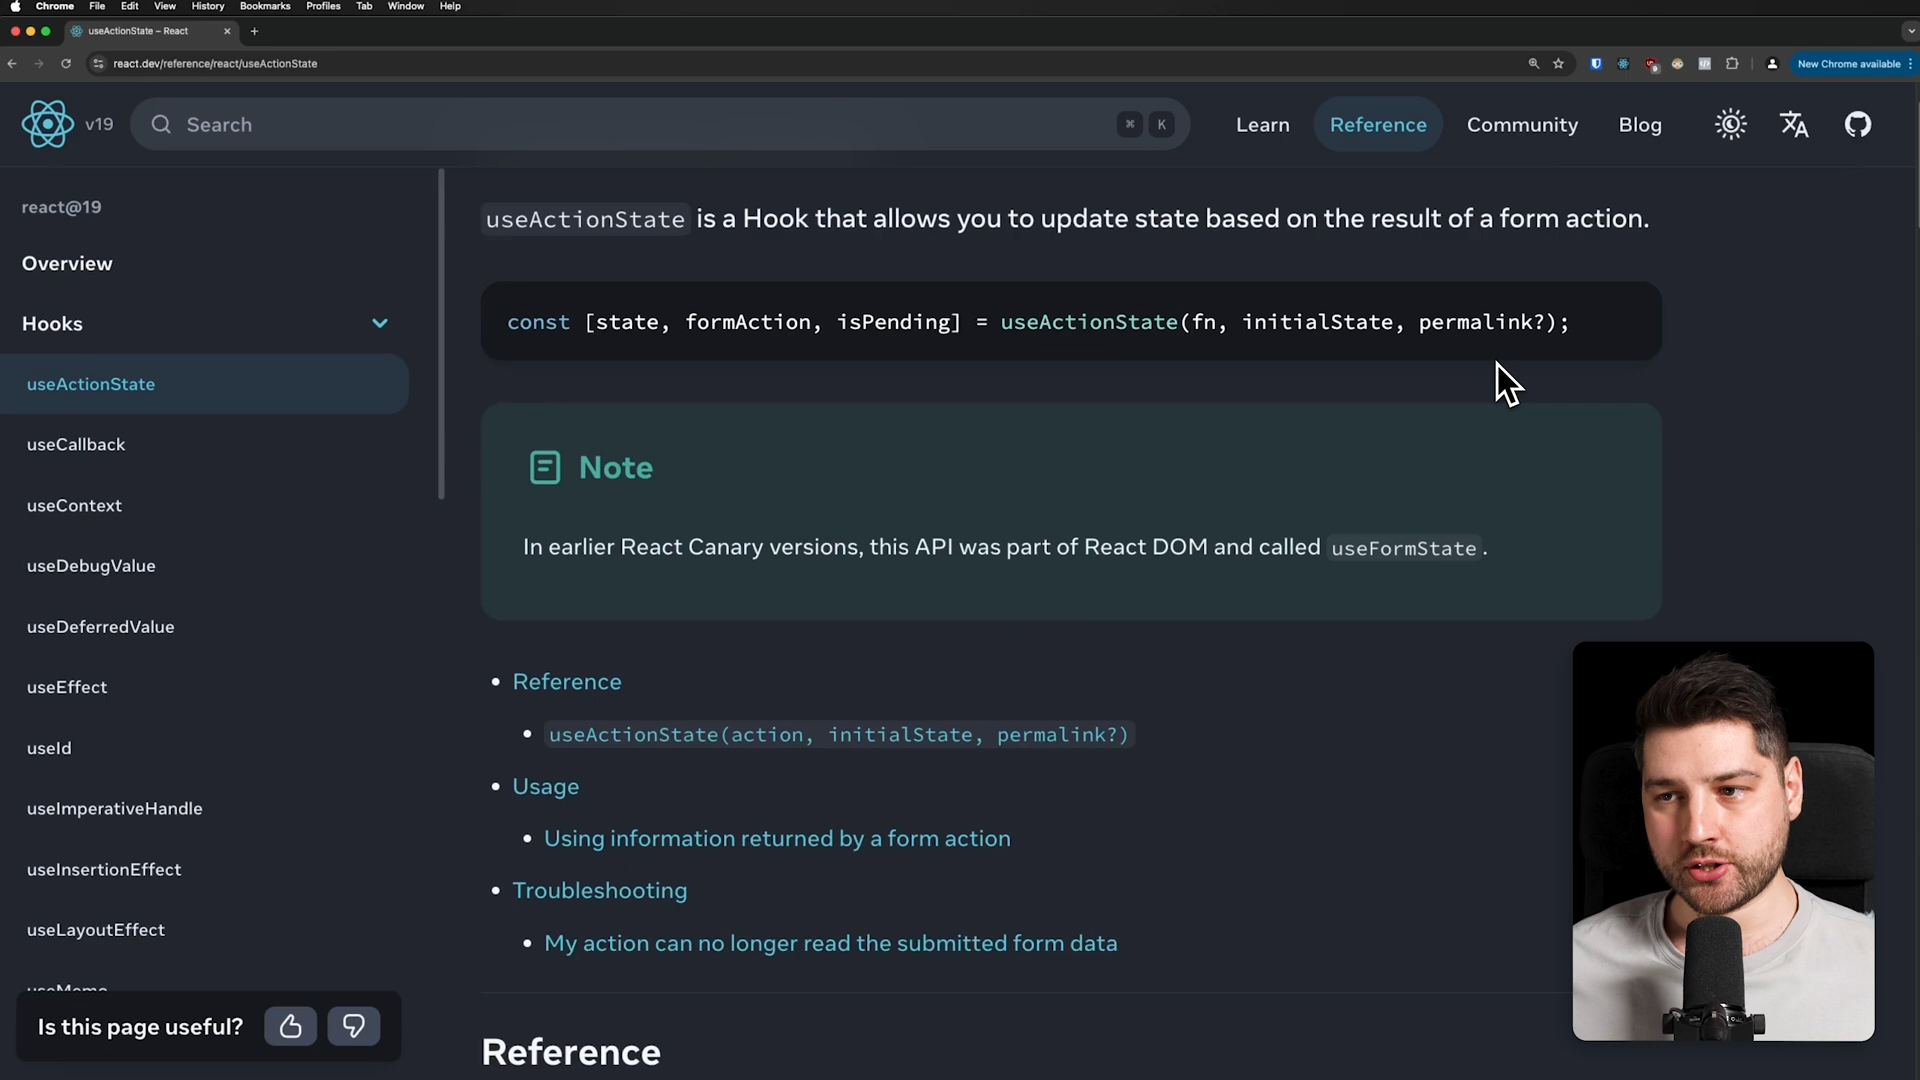 Chrome File Edit View History Bookmarks Profiles Tab Window Help
useActionState – React
react.dev/reference/react/useActionState
New Chrome available
v19
Search
⌘ K
Learn
Reference
Community
Blog
react@19
Overview
Hooks
useActionState
useCallback
useContext
useDebugValue
useDeferredValue
useEffect
useId
useImperativeHandle
useInsertionEffect
useLayoutEffect
useMemo
Is this page useful?
useActionState is a Hook that allows you to update state based on the result of a form action.
const [state, formAction, isPending] = useActionState(fn, initialState, permalink?);
Note
In earlier React Canary versions, this API was part of React DOM and called useFormState.
• Reference
• useActionState(action, initialState, permalink?)
• Usage
• Using information returned by a form action
• Troubleshooting
• My action can no longer read the submitted form data
Reference